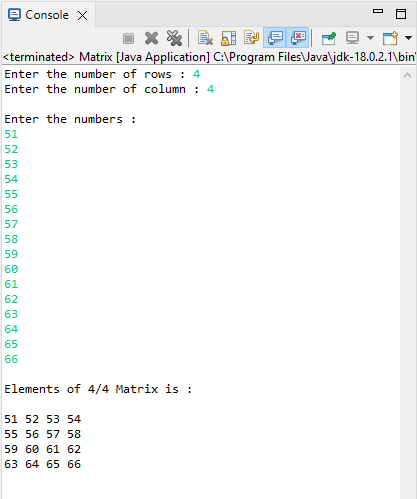 Console
<terminated> Matrix [Java Application] C:\Program Files\Java\jdk-18.0.2.1\bin\
Enter the number of rows : 4
Enter the number of column : 4
Enter the numbers :
51
52
53
54
55
56
57
58
59
60
61
62
63
64
65
66
Elements of 4/4 Matrix is :
51 52 53 54
55 56 57 58
59 60 61 62
63 64 65 66